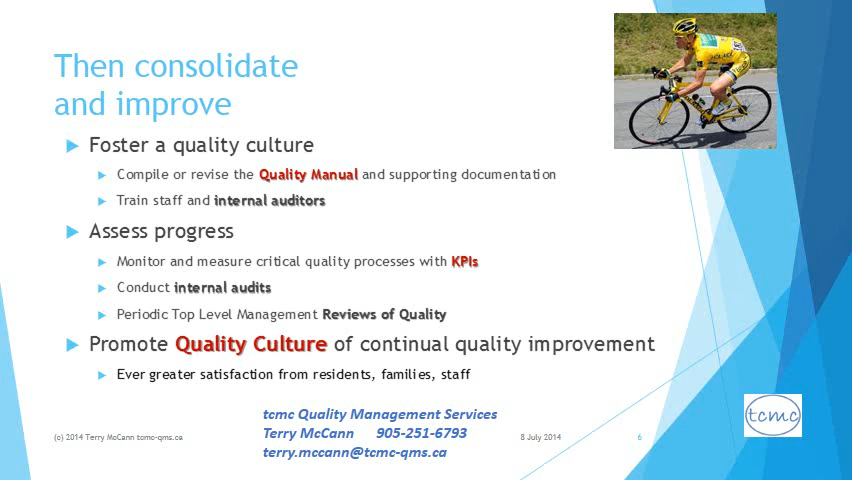 Then consolidate
and improve
Foster a quality culture
Compile or revise the Quality Manual and supporting documentation
Train staff and internal auditors
Assess progress
Monitor and measure critical quality processes with KPIs
Conduct internal audits
Periodic Top Level Management Reviews of Quality
Promote Quality Culture of continual quality improvement
Ever greater satisfaction from residents, families, staff
tcmc Quality Management Services
Terry McCann 905-251-6793
terry.mccann@tcmc-qms.ca
(c) 2014 Terry McCann tcmc-qms.ca
8 July 2014
6
tcmc